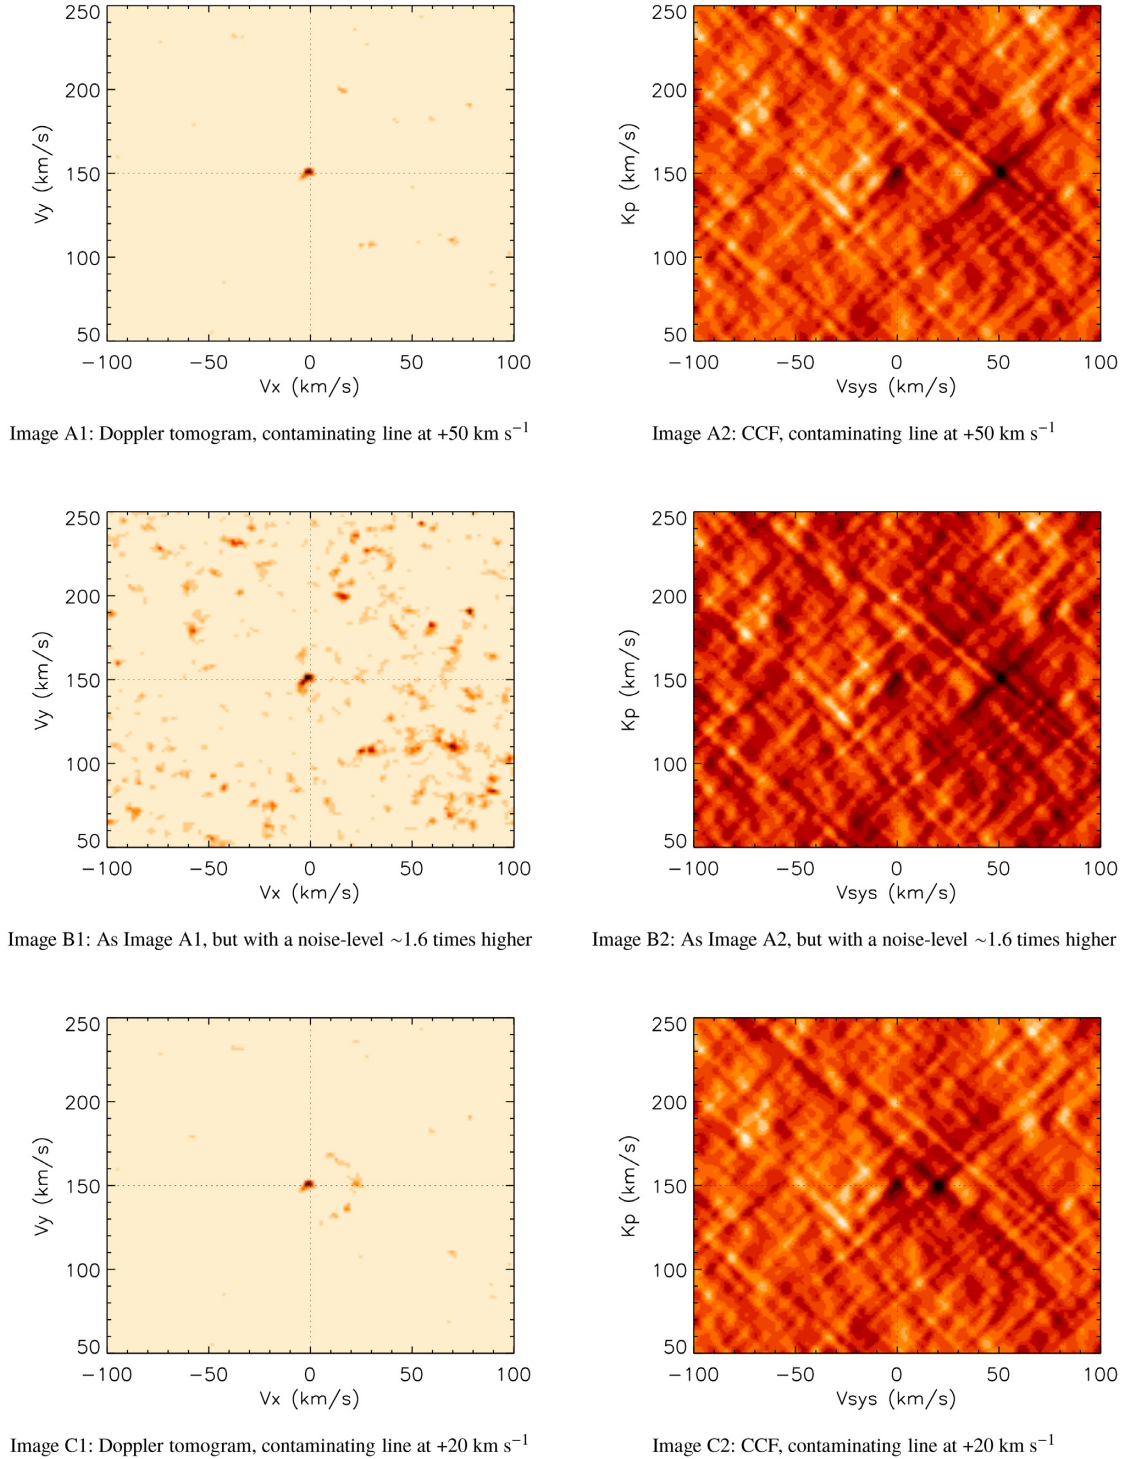 250
200
150
100
50
Vy (km/s)
−100 −50 0 50 100
Vx (km/s)
Image A1: Doppler tomogram, contaminating line at +50 km s−1
250
200
150
100
50
Kp (km/s)
−100 −50 0 50 100
Vsys (km/s)
Image A2: CCF, contaminating line at +50 km s−1
250
200
150
100
50
Vy (km/s)
−100 −50 0 50 100
Vx (km/s)
Image B1: As Image A1, but with a noise-level ∼1.6 times higher
250
200
150
100
50
Kp (km/s)
−100 −50 0 50 100
Vsys (km/s)
Image B2: As Image A2, but with a noise-level ∼1.6 times higher
250
200
150
100
50
Vy (km/s)
−100 −50 0 50 100
Vx (km/s)
Image C1: Doppler tomogram, contaminating line at +20 km s−1
250
200
150
100
50
Kp (km/s)
−100 −50 0 50 100
Vsys (km/s)
Image C2: CCF, contaminating line at +20 km s−1